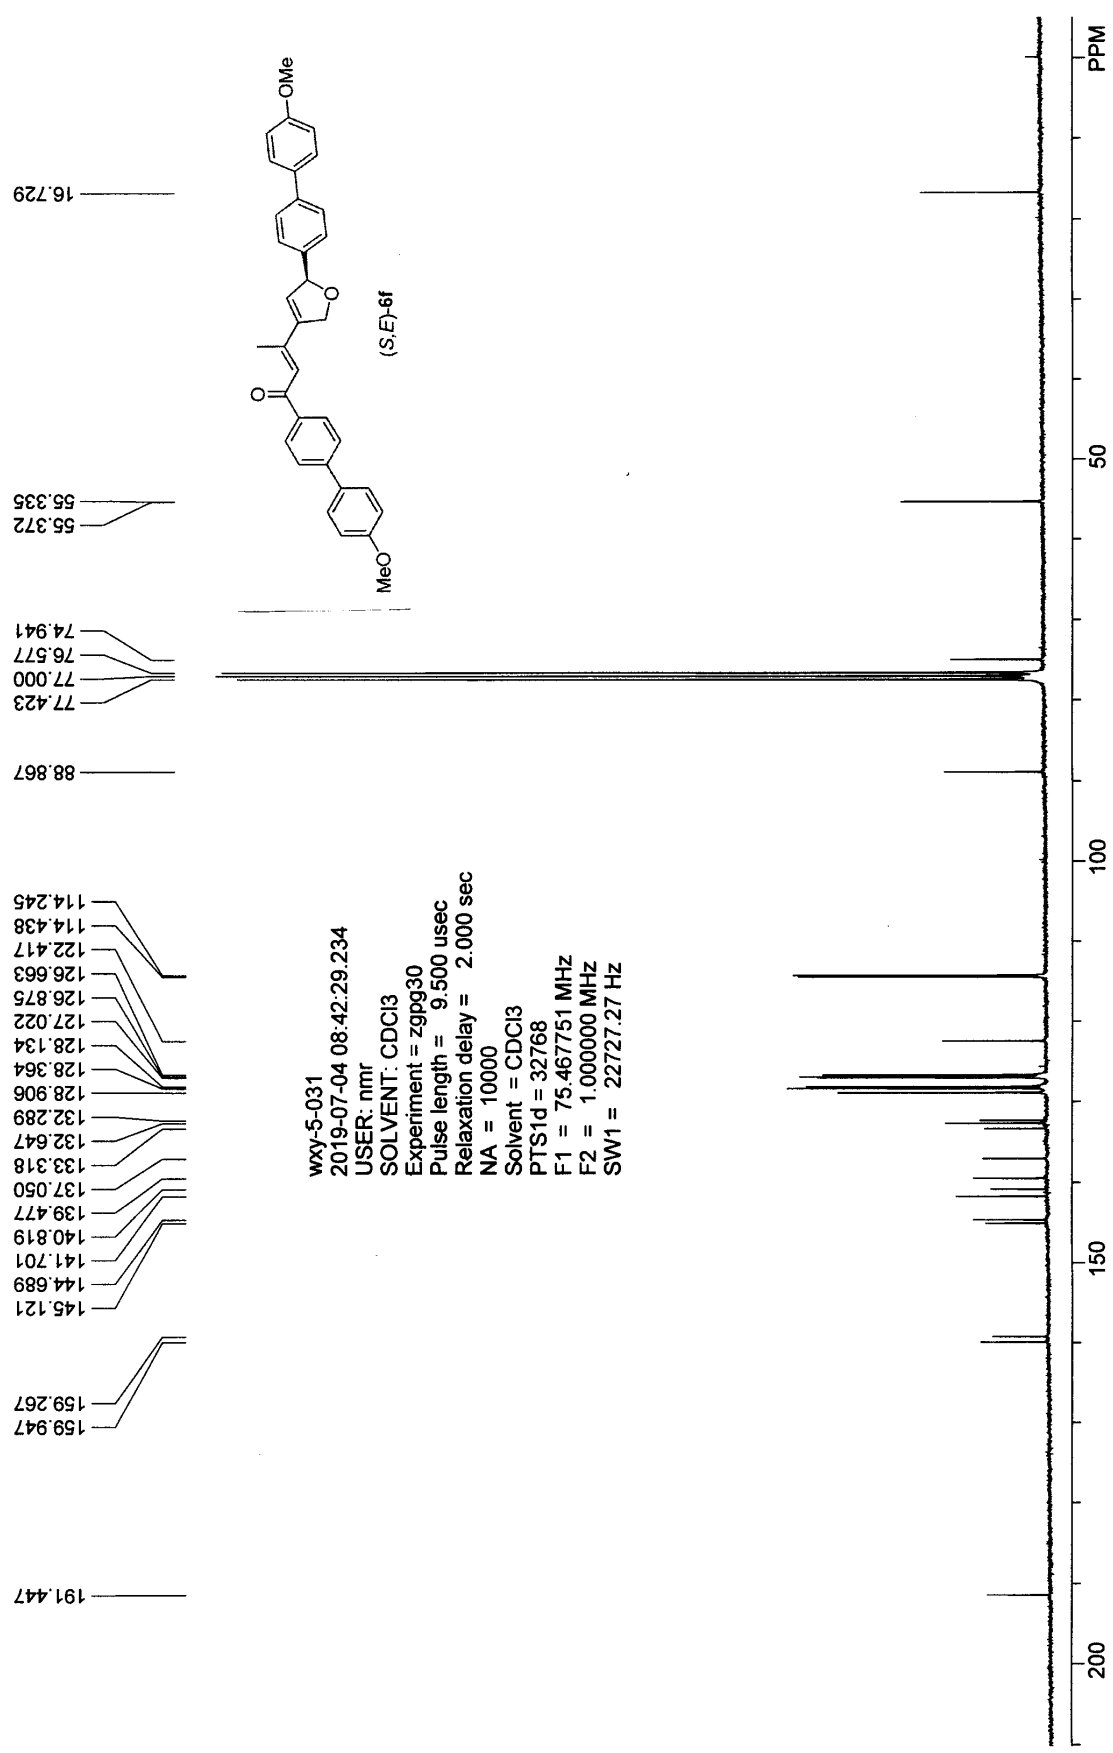 191.447
159.947
159.267
145.121
144.689
141.701
140.819
139.477
137.050
133.318
132.647
132.289
128.906
128.364
128.134
127.022
126.875
126.663
122.417
114.438
114.245
88.867
77.423
77.000
76.577
74.941
55.372
55.335
16.729
MeO
O
O
OMe
(S,E)-6f
wxy-5-031
2019-07-04 08:42:29.234
USER: nmr
SOLVENT: CDCl3
Experiment = zgpg30
Pulse length = 9.500 usec
Relaxation delay = 2.000 sec
NA = 10000
Solvent = CDCl3
PTS1d = 32768
F1 = 75.467751 MHz
F2 = 1.000000 MHz
SW1 = 22727.27 Hz
200
150
100
50
PPM